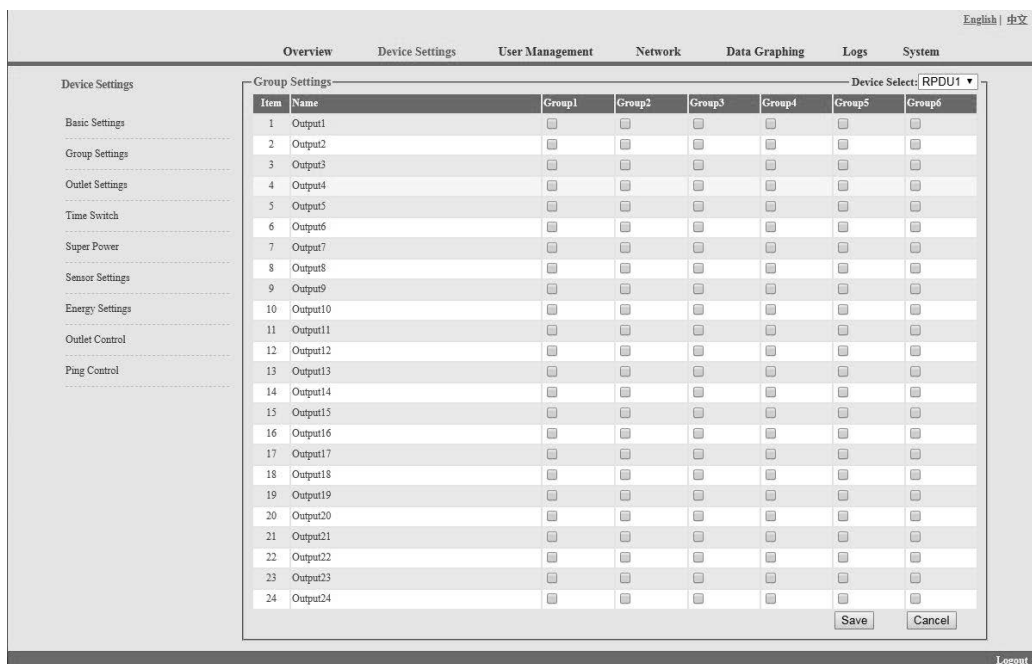 English | 中文
Overview Device Settings User Management Network Data Graphing Logs System
Device Settings
Basic Settings
Group Settings
Outlet Settings
Time Switch
Super Power
Sensor Settings
Energy Settings
Outlet Control
Ping Control
Group Settings Device Select: RPDU1
Item Name Group1 Group2 Group3 Group4 Group5 Group6
1 Output1
2 Output2
3 Output3
4 Output4
5 Output5
6 Output6
7 Output7
8 Output8
9 Output9
10 Output10
11 Output11
12 Output12
13 Output13
14 Output14
15 Output15
16 Output16
17 Output17
18 Output18
19 Output19
20 Output20
21 Output21
22 Output22
23 Output23
24 Output24
Save Cancel
Logout